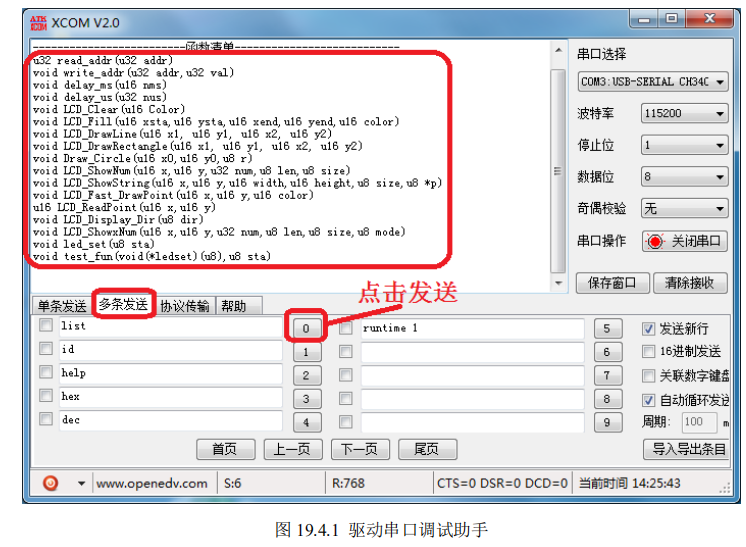 XCOM V2.0
-------------------------函数清单---------------------------
u32 read_addr(u32 addr)
void write_addr(u32 addr,u32 val)
void delay_ms(u16 nms)
void delay_us(u32 nus)
void LCD_Clear(u16 Color)
void LCD_Fill(u16 xsta,u16 ysta,u16 xend,u16 yend,u16 color)
void LCD_DrawLine(u16 x1, u16 y1, u16 x2, u16 y2)
void LCD_DrawRectangle(u16 x1, u16 y1, u16 x2, u16 y2)
void Draw_Circle(u16 x0,u16 y0,u8 r)
void LCD_ShowNum(u16 x,u16 y,u32 num,u8 len,u8 size)
void LCD_ShowString(u16 x,u16 y,u16 width,u16 height,u8 size,u8 *p)
void LCD_Fast_DrawPoint(u16 x,u16 y,u16 color)
u16 LCD_ReadPoint(u16 x,u16 y)
void LCD_Display_Dir(u8 dir)
void LCD_ShowxNum(u16 x,u16 y,u32 num,u8 len,u8 size,u8 mode)
void led_set(u8 sta)
void test_fun(void(*ledset)(u8),u8 sta)
串口选择
COM3:USB-SERIAL CH34C
波特率 115200
停止位 1
数据位 8
奇偶校验 无
串口操作 关闭串口
保存窗口 清除接收
点击发送
单条发送 多条发送 协议传输 帮助
list 0 runtime 1 5 发送新行
id 1 6 16进制发送
help 2 7 关联数字键盘
hex 3 8 自动循环发送
dec 4 9 周期: 100 m
首页 上一页 下一页 尾页 导入导出条目
www.openedv.com S:6 R:768 CTS=0 DSR=0 DCD=0 当前时间 14:25:43
图 19.4.1 驱动串口调试助手